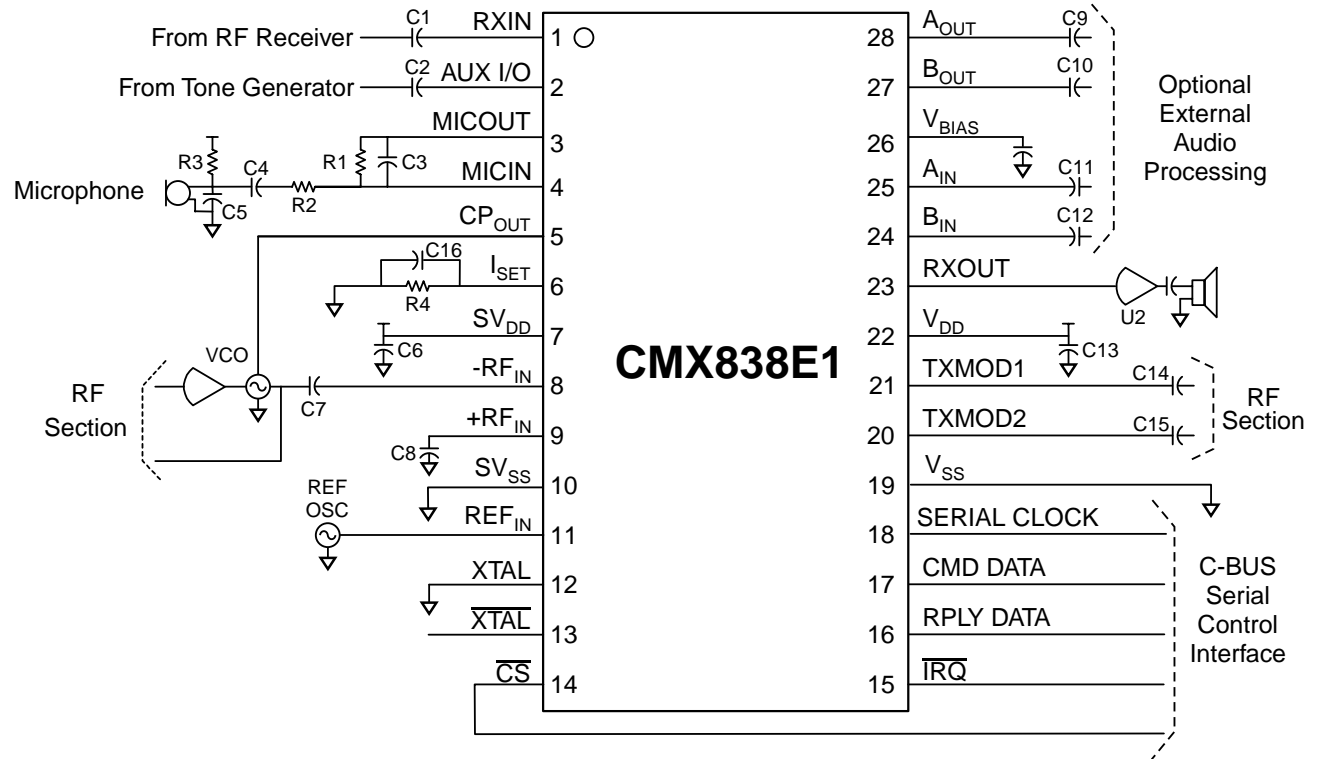 C1
RXIN
From RF Receiver
1
C2
AUX I/O
From Tone Generator
2
MICOUT
3
R3
C4
R1
C3
MICIN
Microphone
4
C5
R2
CPOUT
5
C16
ISET
6
R4
SVDD
7
C6
VCO
-RFIN
8
RF
Section
C7
+RFIN
9
C8
SVSS
10
REF
OSC
REFIN
11
XTAL
12
XTAL
13
CS
14
CMX838E1
28
AOUT
C9
27
BOUT
C10
26
VBIAS
25
AIN
C11
24
BIN
C12
Optional
External
Audio
Processing
23
RXOUT
U2
22
VDD
C13
21
TXMOD1
C14
20
TXMOD2
C15
RF
Section
19
VSS
18
SERIAL CLOCK
17
CMD DATA
16
RPLY DATA
15
IRQ
C-BUS
Serial
Control
Interface